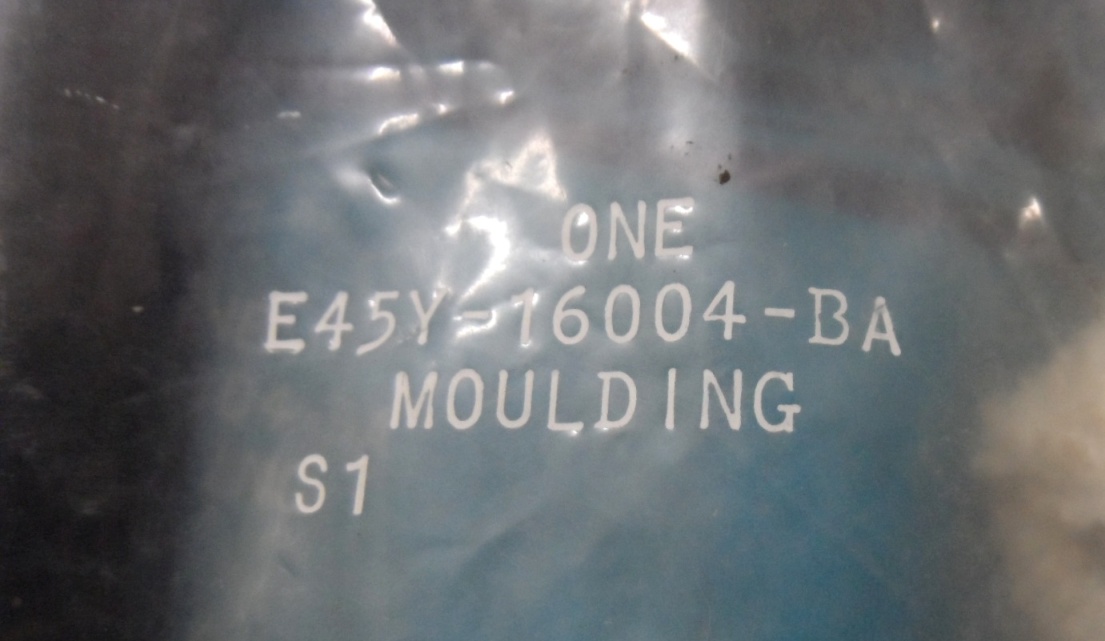 ONE
E45Y-16004-BA
MOULDING
S1